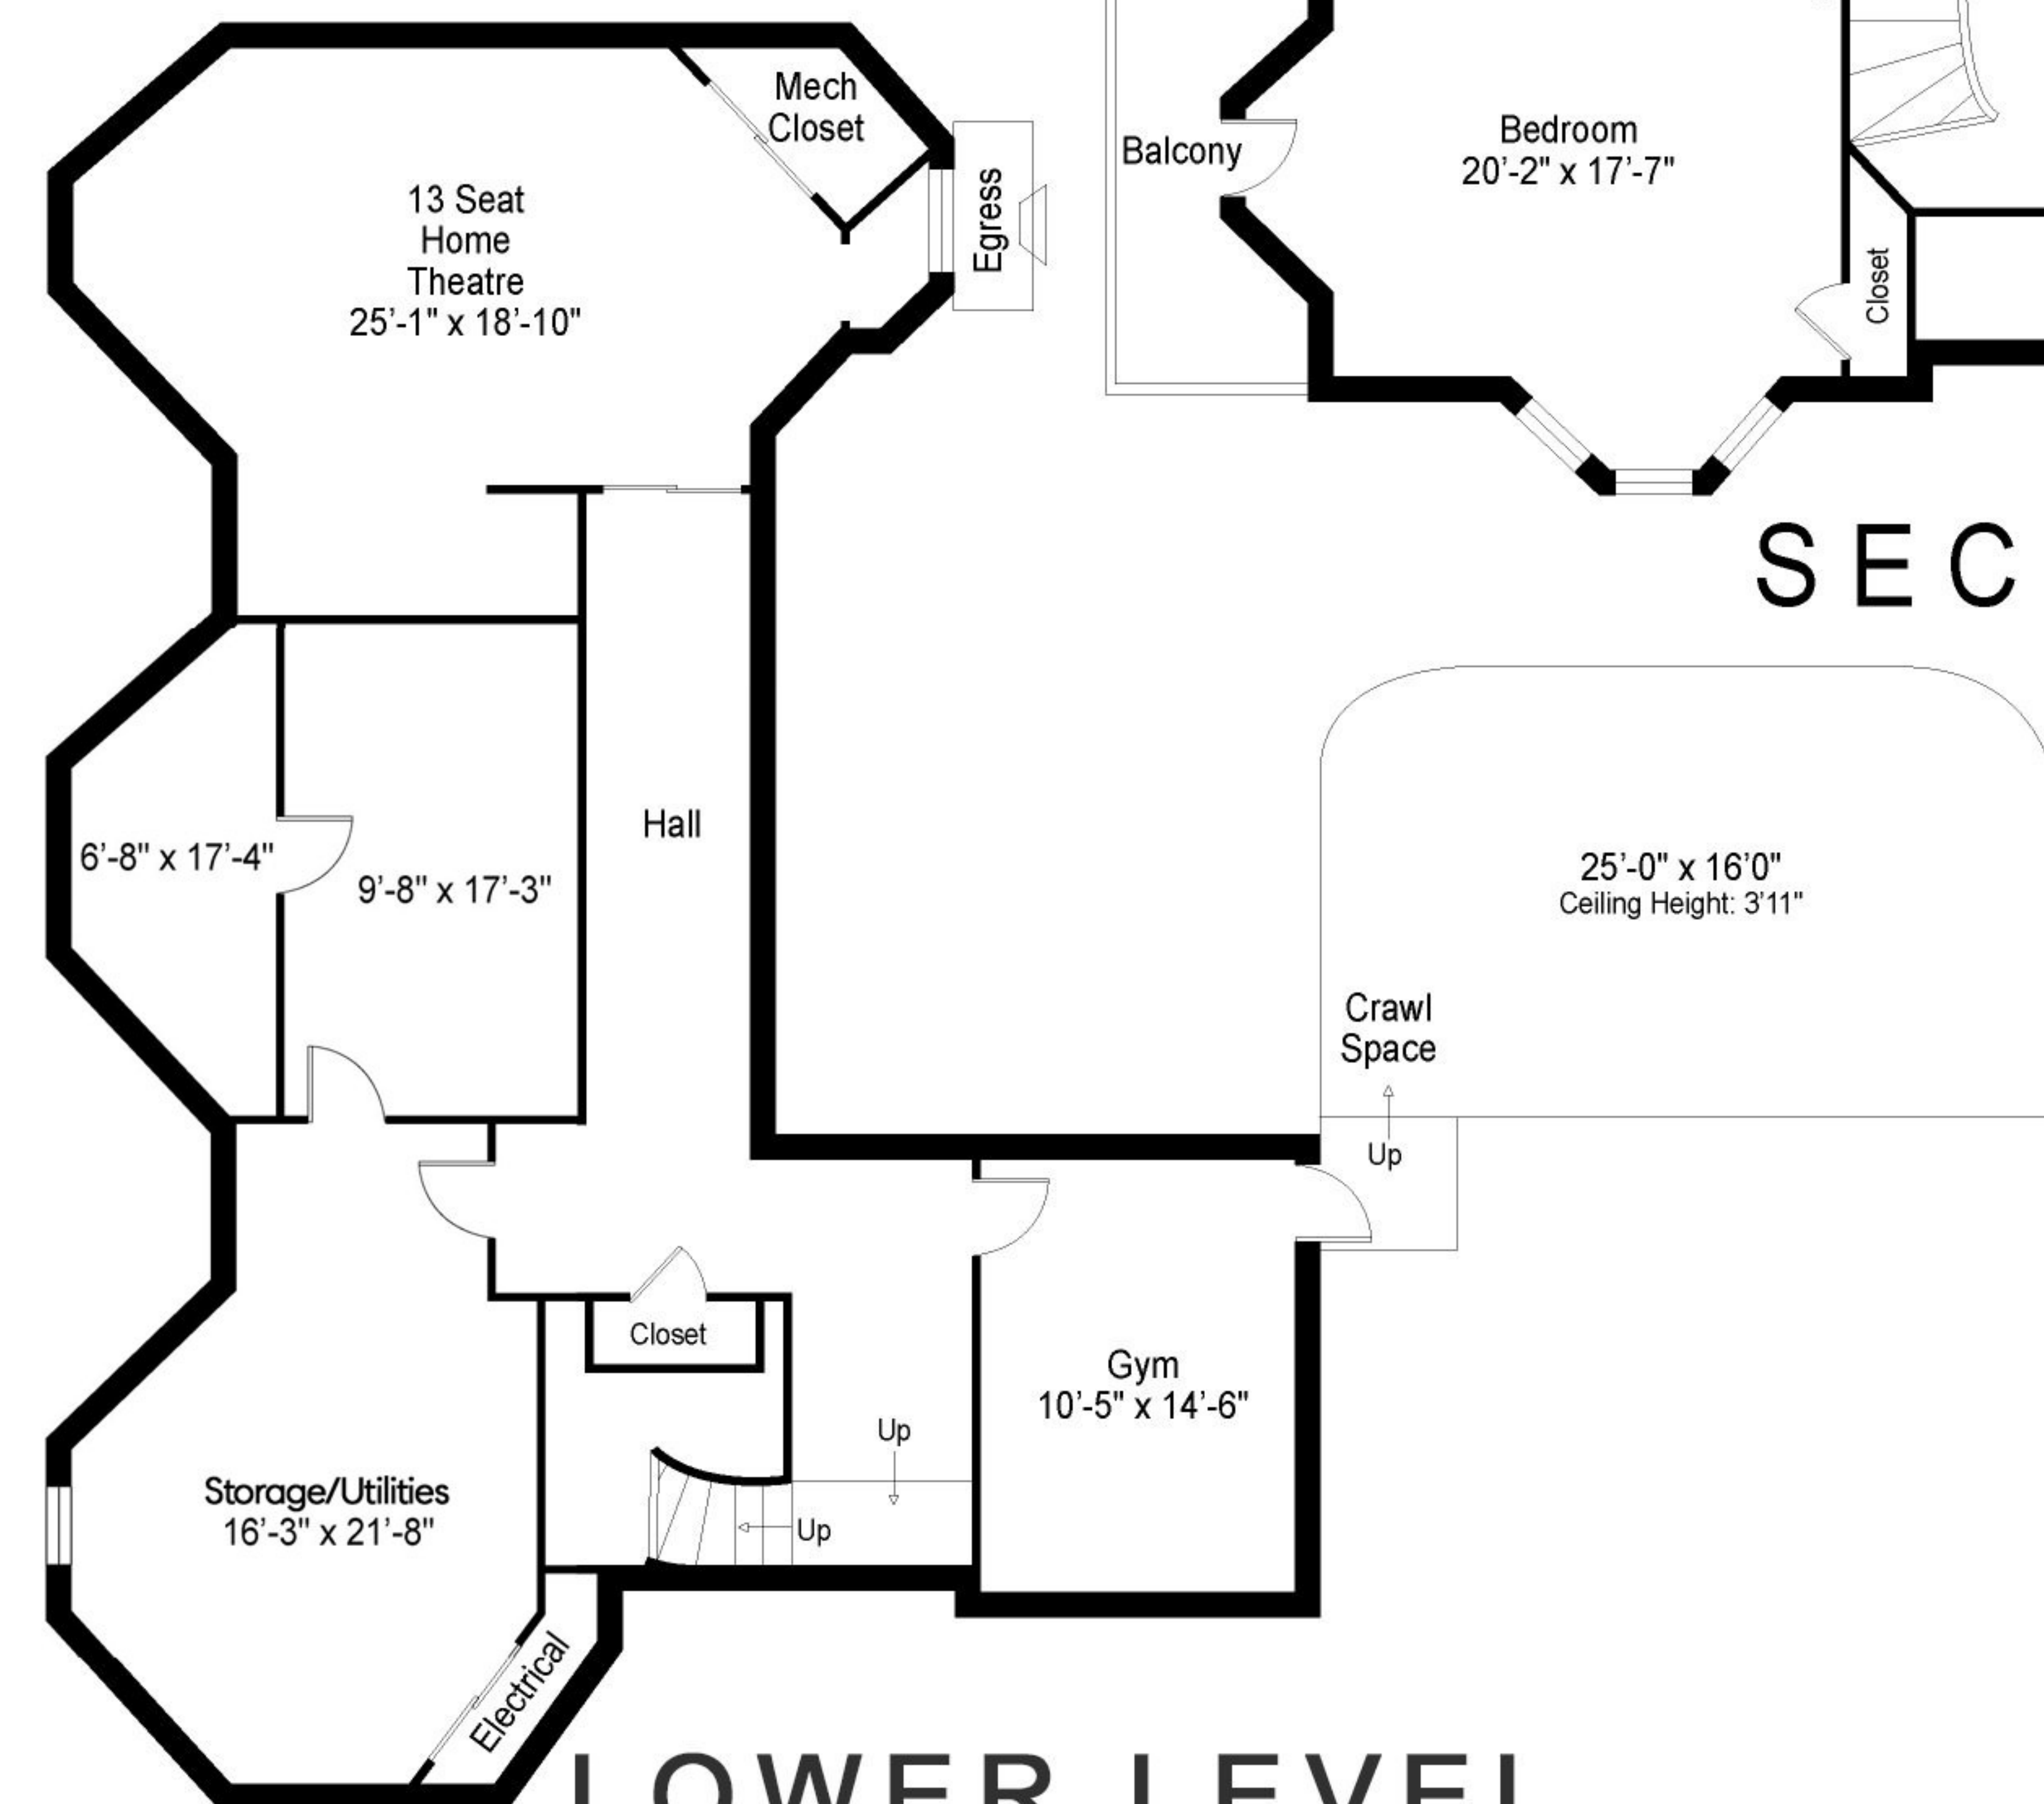 Mech
Closet
13 Seat
Home
Theatre
25'-1" x 18'-10"
Egress
Balcony
Bedroom
20'-2" x 17'-7"
Closet
SEC
Hall
6'-8" x 17'-4"
9'-8" x 17'-3"
25'-0" x 16'0"
Ceiling Height: 3'11"
Crawl
Space
Up
Closet
Gym
10'-5" x 14'-6"
Up
Up
Storage/Utilities
16'-3" x 21'-8"
Electrical
LOWER LEVEL